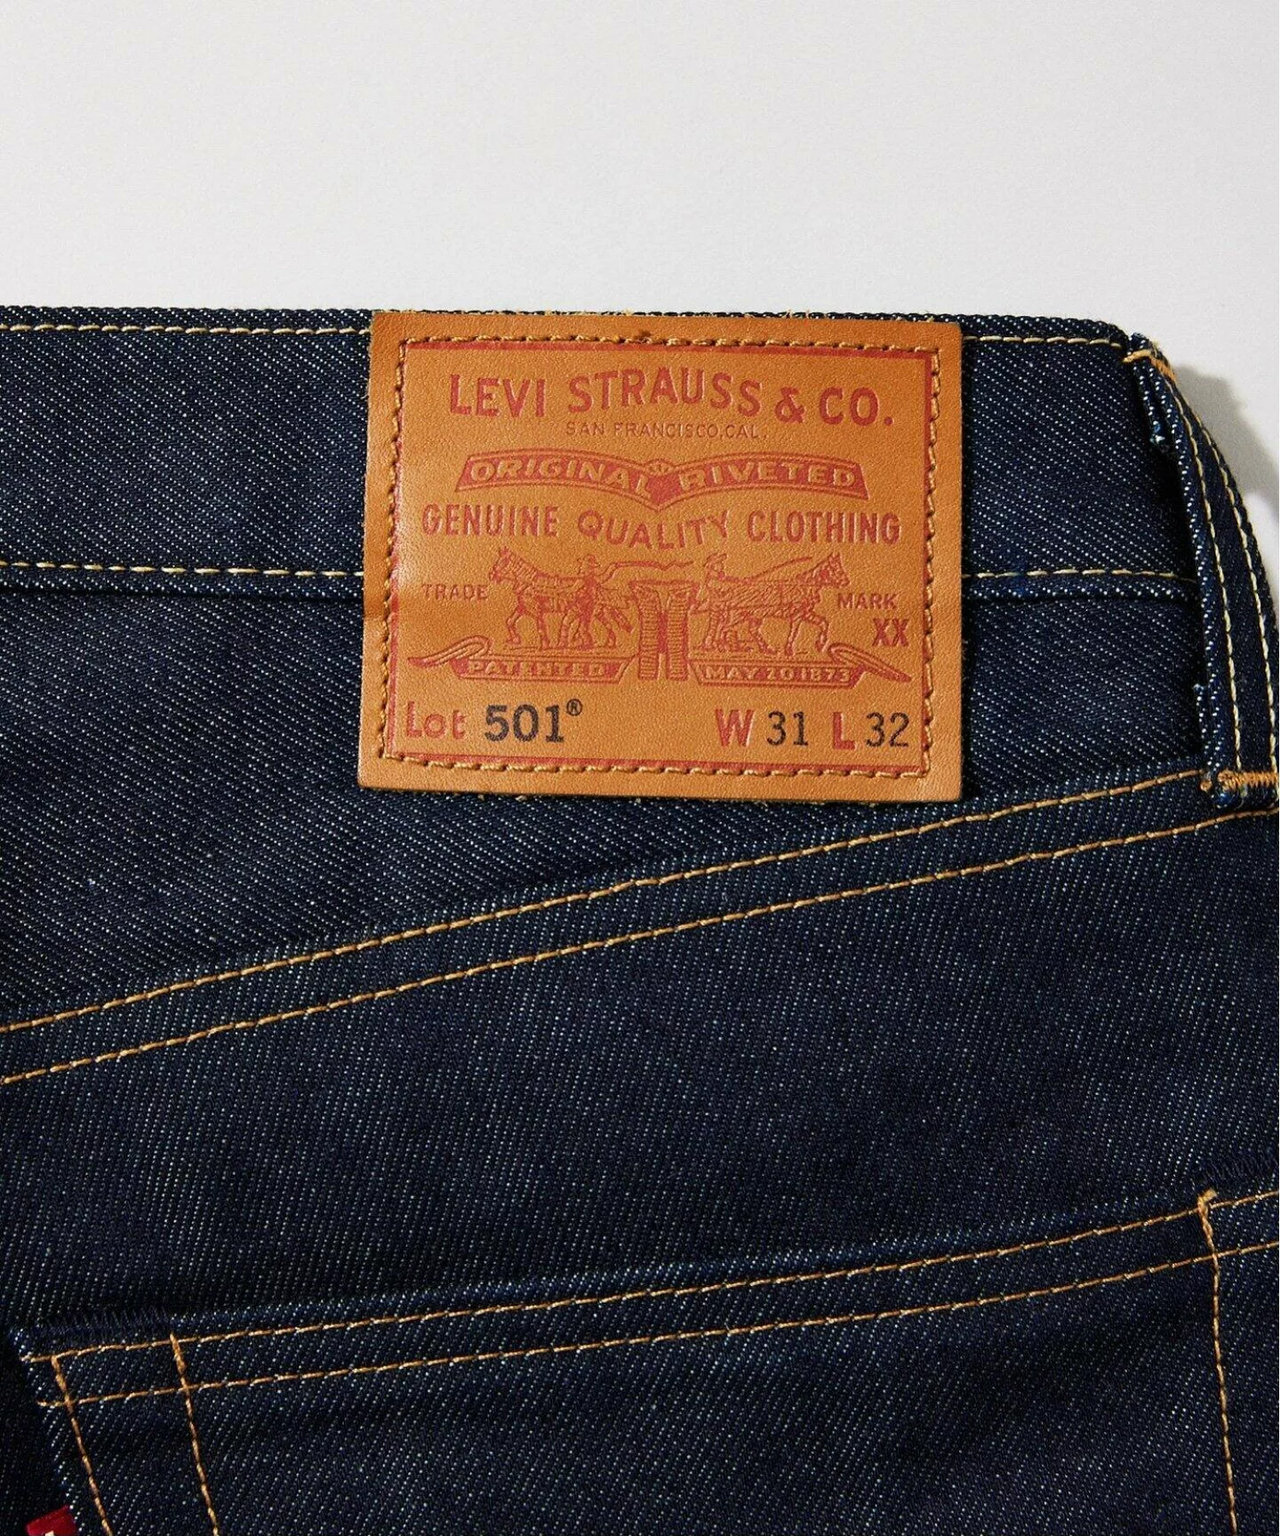 LEVI STRAUSS & CO.
SAN FRANCISCO, CAL.
ORIGINAL RIVETED
GENUINE QUALITY CLOTHING
TRADE MARK
XX
PATENTED MAY 20 1873
Lot 501® W 31 L 32